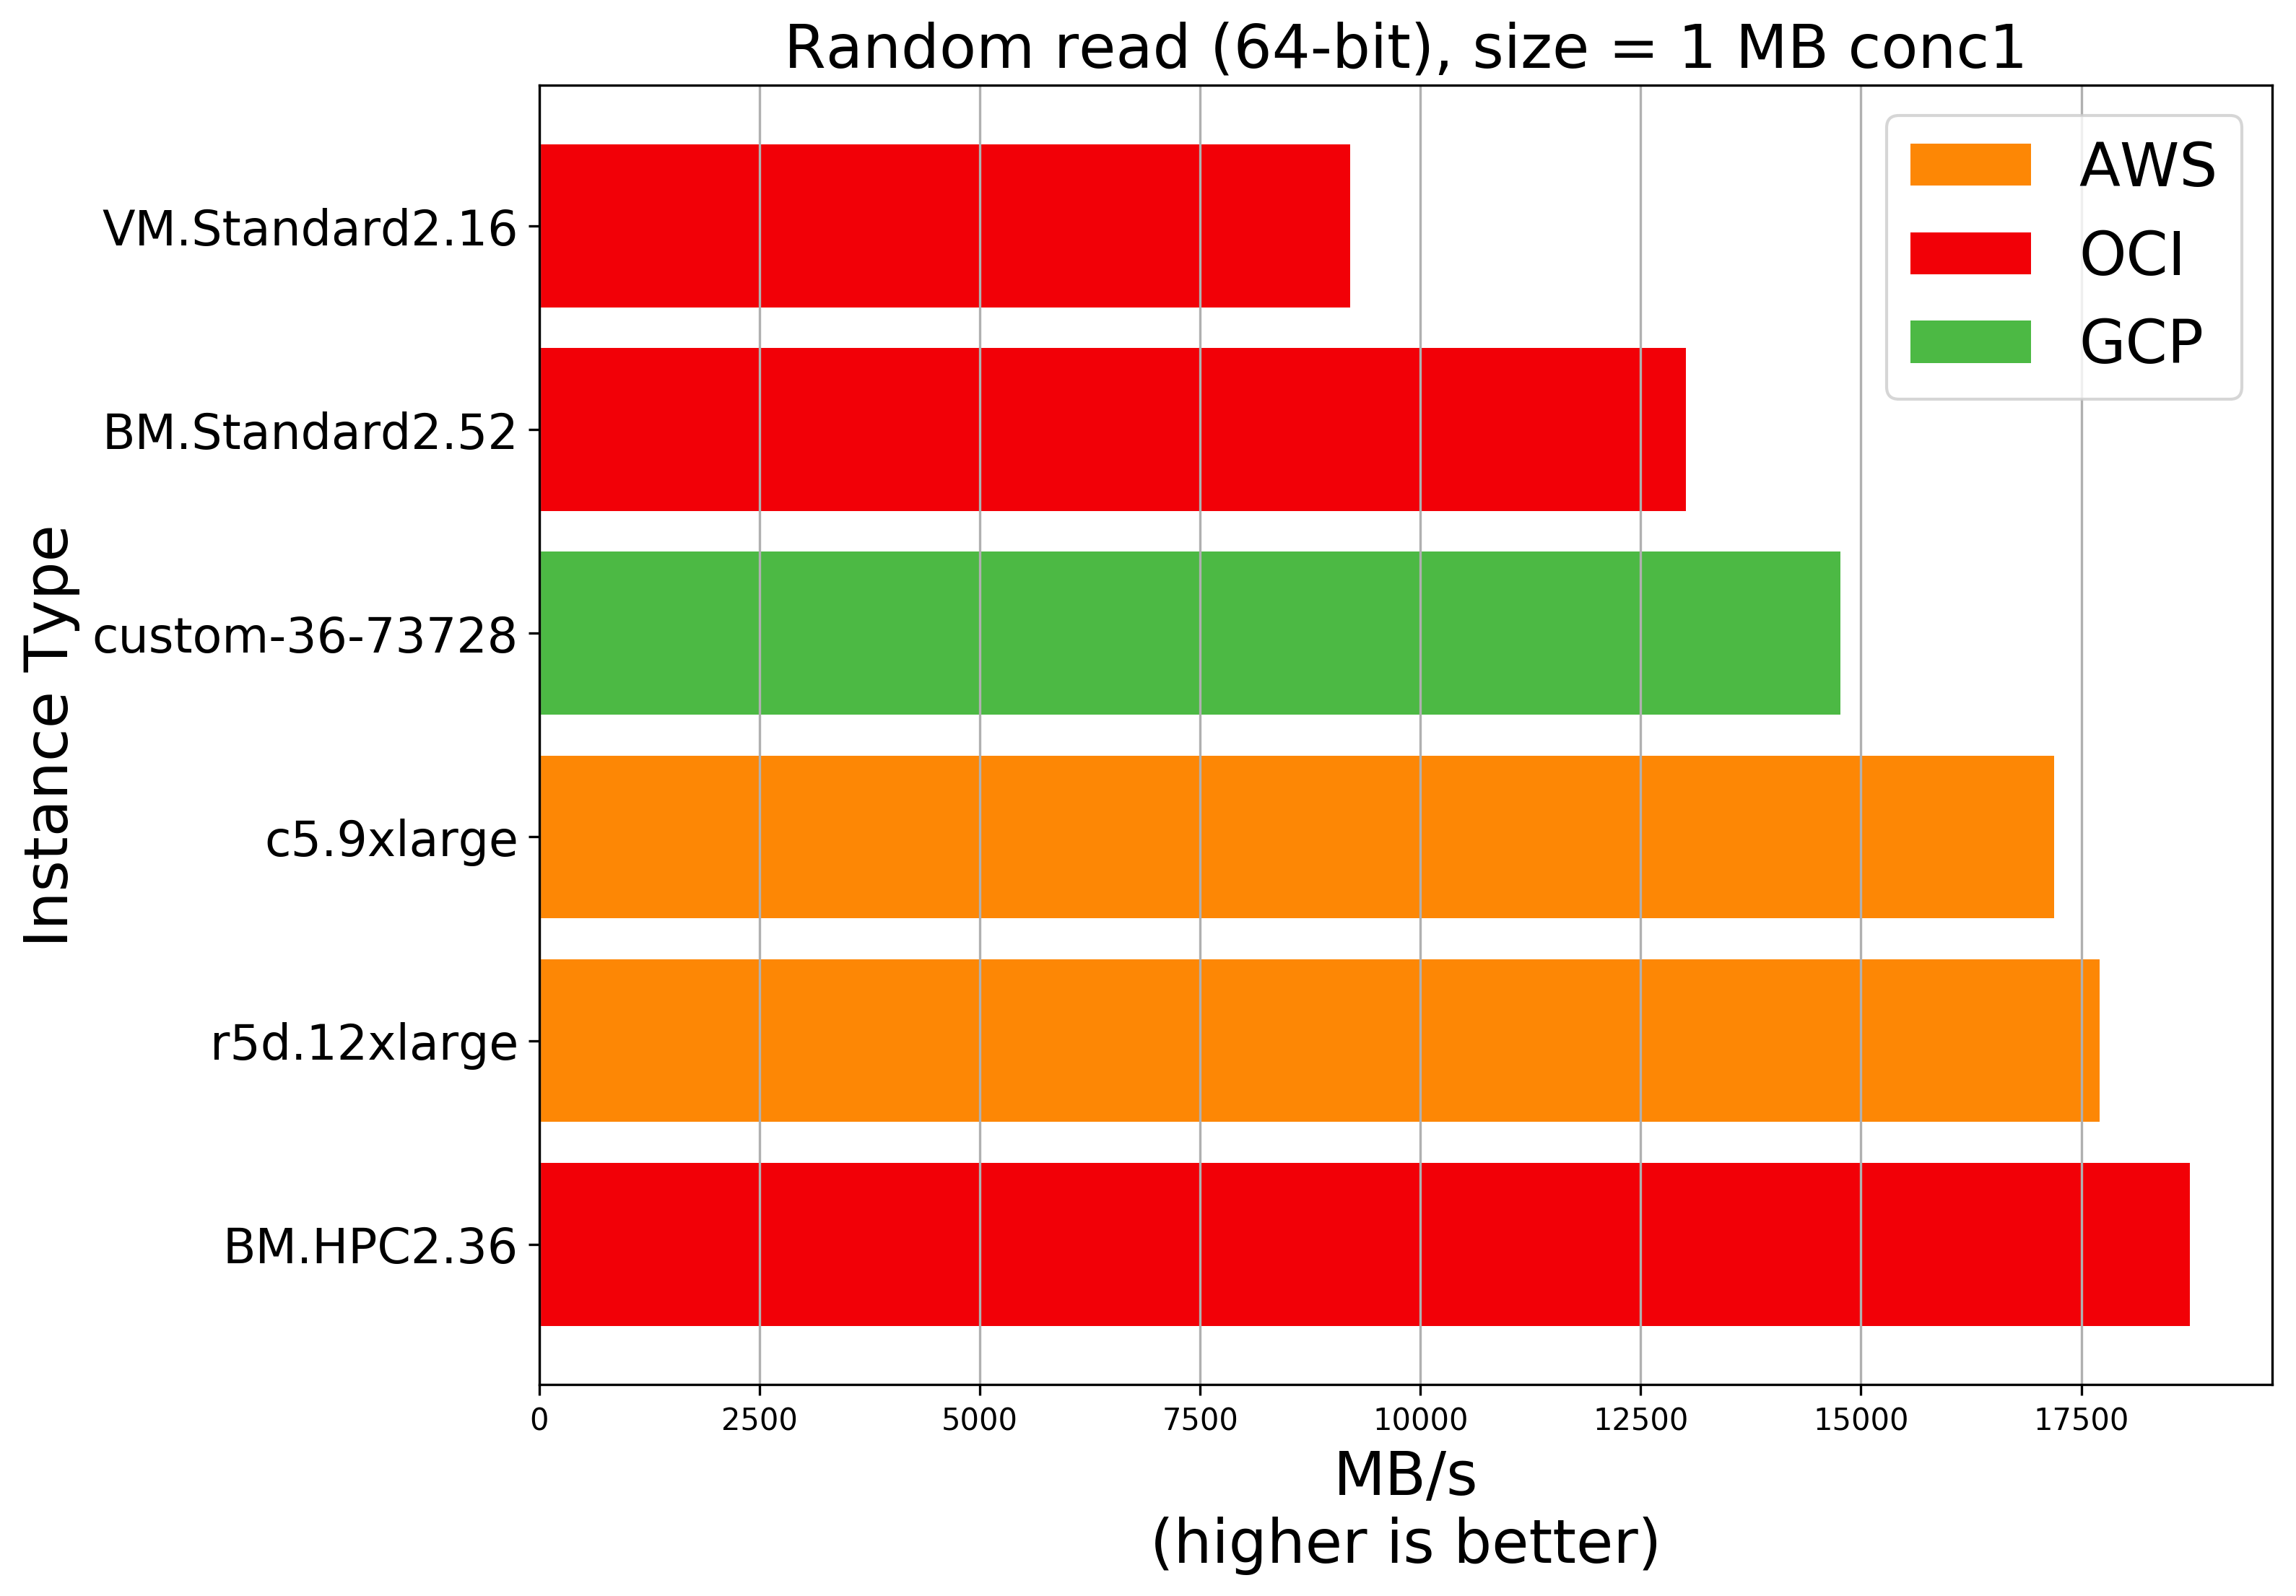 Random read (64-bit), size = 1 MB conc1
AWS
OCI
GCP
Instance Type
VM.Standard2.16
BM.Standard2.52
custom-36-73728
c5.9xlarge
r5d.12xlarge
BM.HPC2.36
0 2500 5000 7500 10000 12500 15000 17500
MB/s
(higher is better)